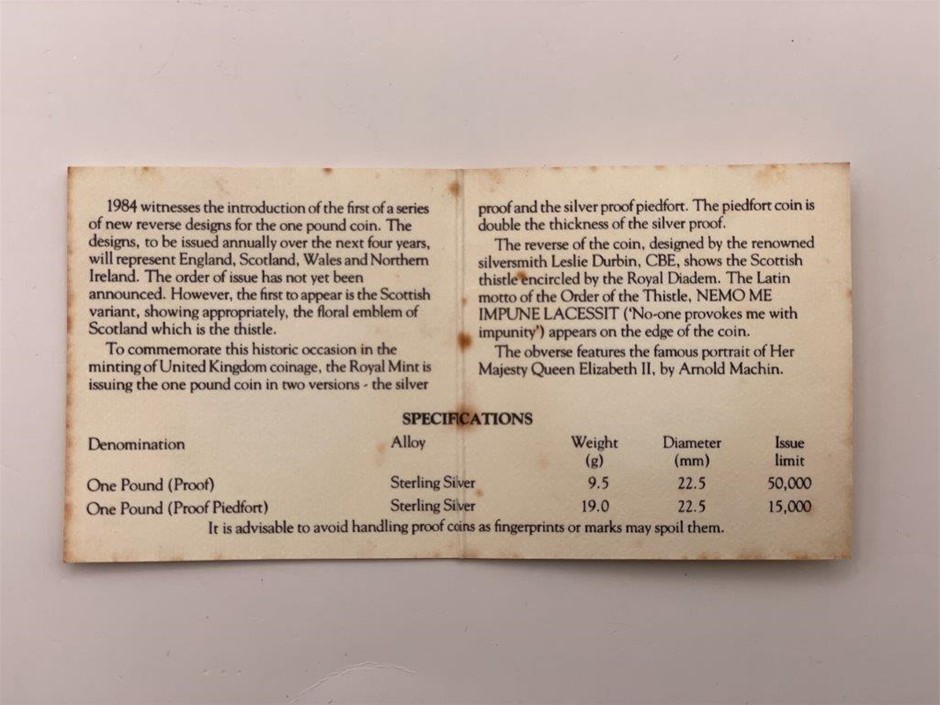 1984 witnesses the introduction of the first of a series
of new reverse designs for the one pound coin. The
designs, to be issued annually over the next four years,
will represent England, Scotland, Wales and Northern
Ireland. The order of issue has not yet been
announced. However, the first to appear is the Scottish
variant, showing appropriately, the floral emblem of
Scotland which is the thistle.
To commemorate this historic occasion in the
minting of United Kingdom coinage, the Royal Mint is
issuing the one pound coin in two versions - the silver
proof and the silver proof piedfort. The piedfort coin is
double the thickness of the silver proof.
The reverse of the coin, designed by the renowned
silversmith Leslie Durbin, CBE, shows the Scottish
thistle encircled by the Royal Diadem. The Latin
motto of the Order of the Thistle, NEMO ME
IMPUNE LACESSIT ('No-one provokes me with
impunity') appears on the edge of the coin.
The obverse features the famous portrait of Her
Majesty Queen Elizabeth II, by Arnold Machin.
SPECIFICATIONS
Denomination Alloy Weight Diameter Issue
(g) (mm) limit
One Pound (Proof) Sterling Silver 9.5 22.5 50,000
One Pound (Proof Piedfort) Sterling Silver 19.0 22.5 15,000
It is advisable to avoid handling proof coins as fingerprints or marks may spoil them.